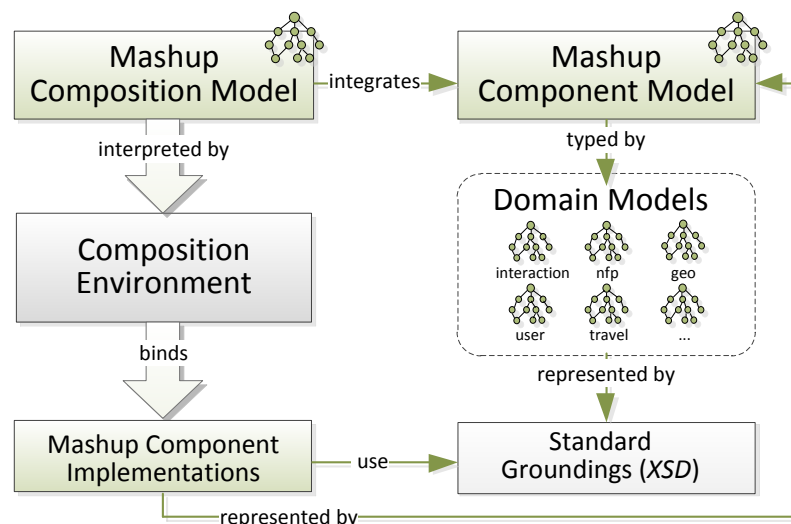 Mashup
Composition Model
integrates
Mashup
Component Model
interpreted by
typed by
Composition
Environment
Domain Models
interaction
nfp
geo
user
travel
...
binds
represented by
Mashup Component
Implementations
use
Standard
Groundings (XSD)
represented by